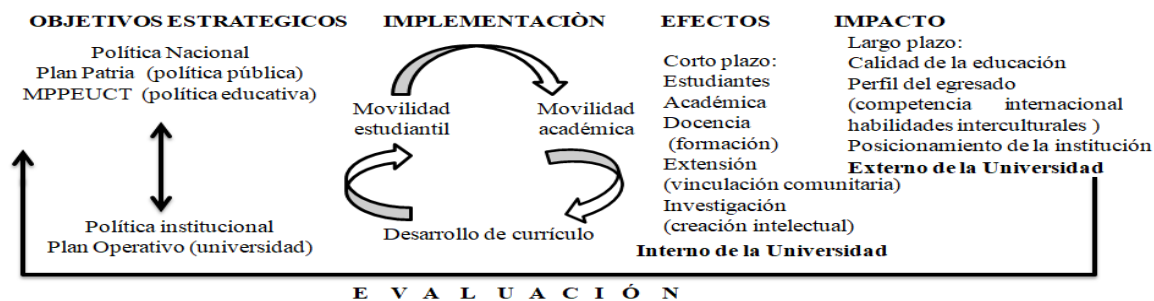 OBJETIVOS ESTRATEGICOS
Política Nacional
Plan Patria (política pública)
MPPEUCT (política educativa)
Política institucional
Plan Operativo (universidad)
IMPLEMENTACIÒN
Movilidad
estudiantil
Movilidad
académica
Desarrollo de currículo
EFECTOS
Corto plazo:
Estudiantes
Académica
Docencia
(formación)
Extensión
(vinculación comunitaria)
Investigación
(creación intelectual)
Interno de la Universidad
IMPACTO
Largo plazo:
Calidad de la educación
Perfil del egresado
(competencia internacional
habilidades interculturales )
Posicionamiento de la institución
Externo de la Universidad
E V A L U A C I Ó N